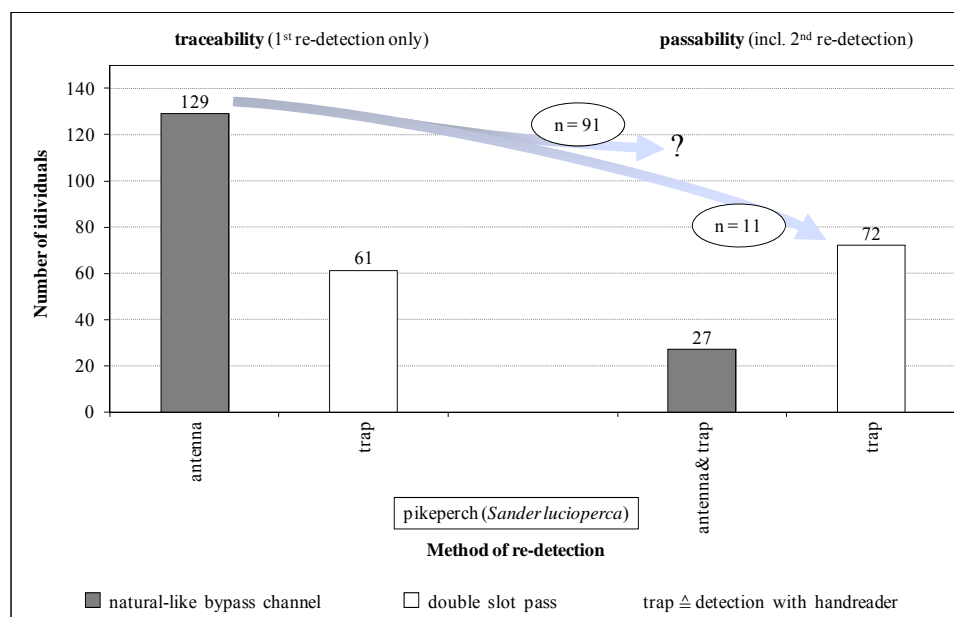 traceability (1st re-detection only)
passability (incl. 2nd re-detection)
Number of idividuals
140
120
100
80
60
40
20
0
129
61
27
72
n = 91
?
n = 11
antenna
trap
antenna & trap
trap
pikeperch (Sander lucioperca)
Method of re-detection
natural-like bypass channel
double slot pass
trap ≙ detection with handreader